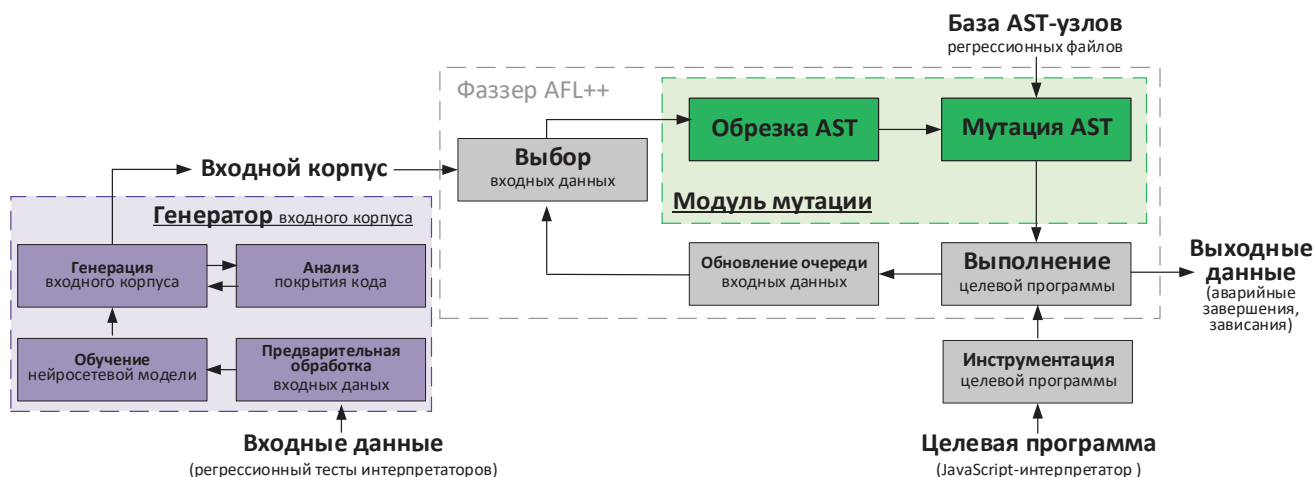 База AST-узлов
регрессионных файлов
Фаззер AFL++
Обрезка AST
Мутация AST
Модуль мутации
Выбор
входных данных
Входной корпус
Генератор входного корпуса
Генерация
входного корпуса
Анализ
покрытия кода
Обучение
нейросетевой модели
Предварительная
обработка
входных даных
Входные данные
(регрессионный тесты интерпретаторов)
Обновление очереди
входных данных
Выполнение
целевой программы
Выходные
данные
(аварийные
завершения,
зависания)
Инструментация
целевой программы
Целевая программа
(JavaScript-интерпретатор )